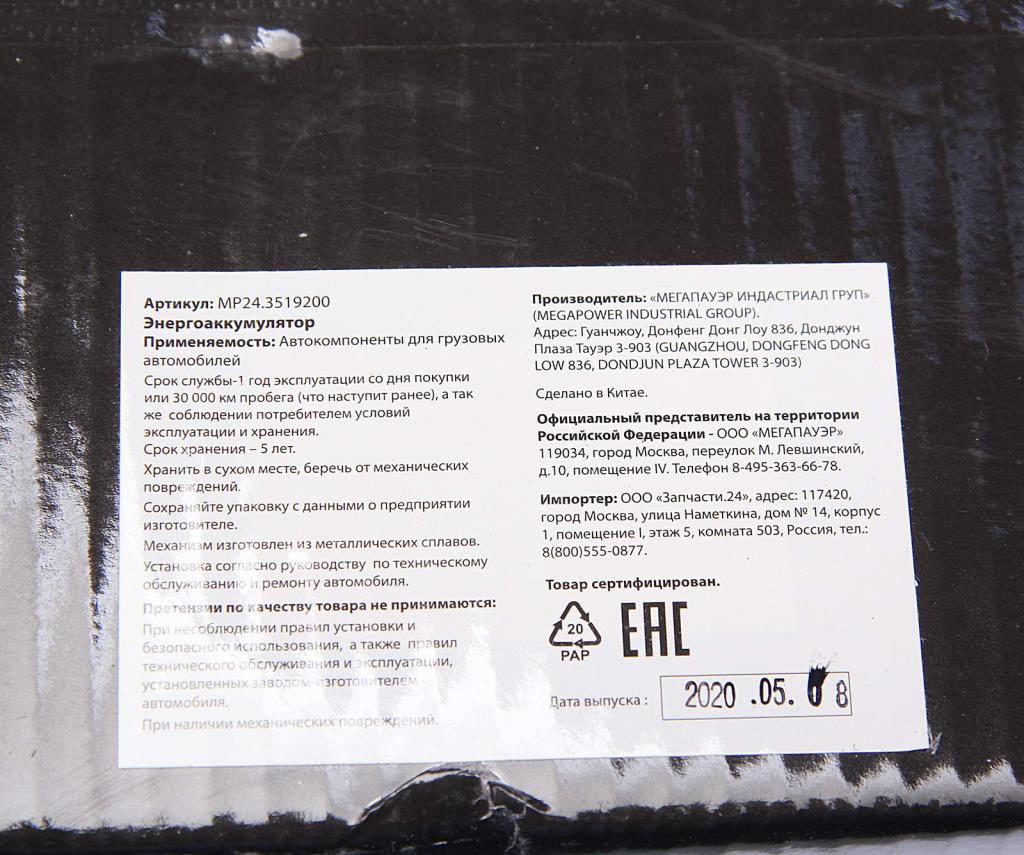 Артикул: МР24.3519200
Энергоаккумулятор
Применяемость: Автокомпоненты для грузовых
автомобилей
Срок службы-1 год эксплуатации со дня покупки
или 30 000 км пробега (что наступит ранее), а так
же соблюдении потребителем условий
эксплуатации и хранения.
Срок хранения – 5 лет.
Хранить в сухом месте, беречь от механических
повреждений.
Сохраняйте упаковку с данными о предприятии
изготовителе.
Механизм изготовлен из металлических сплавов.
Установка согласно руководству по техническому
обслуживанию и ремонту автомобиля.
Претензии по качеству товара не принимаются:
При несоблюдении правил установки и
безопасного использования, а также правил
технического обслуживания и эксплуатации,
установленных заводом-изготовителем
автомобиля.
При наличии механических повреждений.
Производитель: «МЕГАПАУЭР ИНДАСТРИАЛ ГРУП»
(MEGAPOWER INDUSTRIAL GROUP).
Адрес: Гуанчжоу, Донфенг Донг Лоу 836, Донджун
Плаза Тауэр 3-903 (GUANGZHOU, DONGFENG DONG
LOW 836, DONDJUN PLAZA TOWER 3-903)
Сделано в Китае.
Официальный представитель на территории
Российской Федерации - ООО «МЕГАПАУЭР»
119034, город Москва, переулок М. Левшинский,
д.10, помещение IV. Телефон 8-495-363-66-78.
Импортер: ООО «Запчасти.24», адрес: 117420,
город Москва, улица Наметкина, дом № 14, корпус
1, помещение I, этаж 5, комната 503, Россия, тел.:
8(800)555-0877.
Товар сертифицирован.
20
PAP
EAC
Дата выпуска : 2020 .05. 08